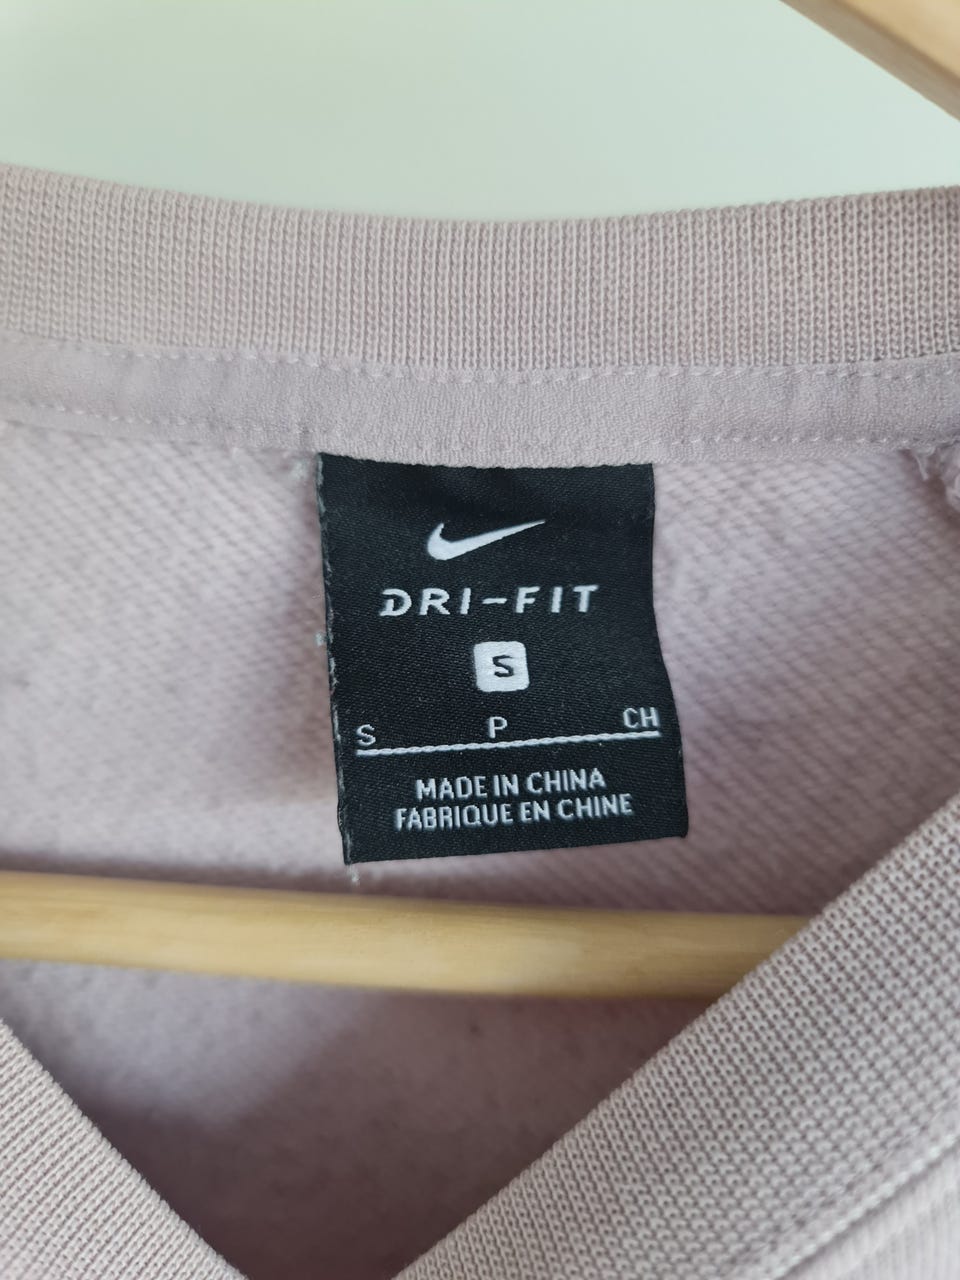 DRI-FIT
S
S P CH
MADE IN CHINA
FABRIQUE EN CHINE